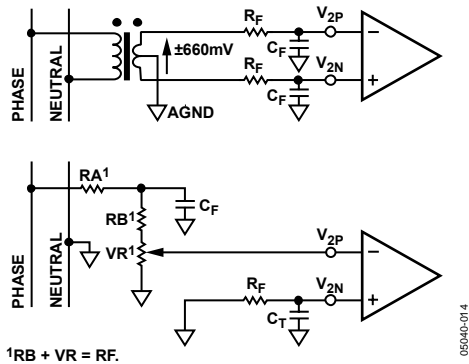 RF
CF
V2P
−
±660mV
RF
V2N
+
CF
AGND
PHASE
NEUTRAL
RA¹
CF
RB¹
VR¹
V2P
−
RF
V2N
+
CT
PHASE
NEUTRAL
¹RB + VR = RF.
05040-014